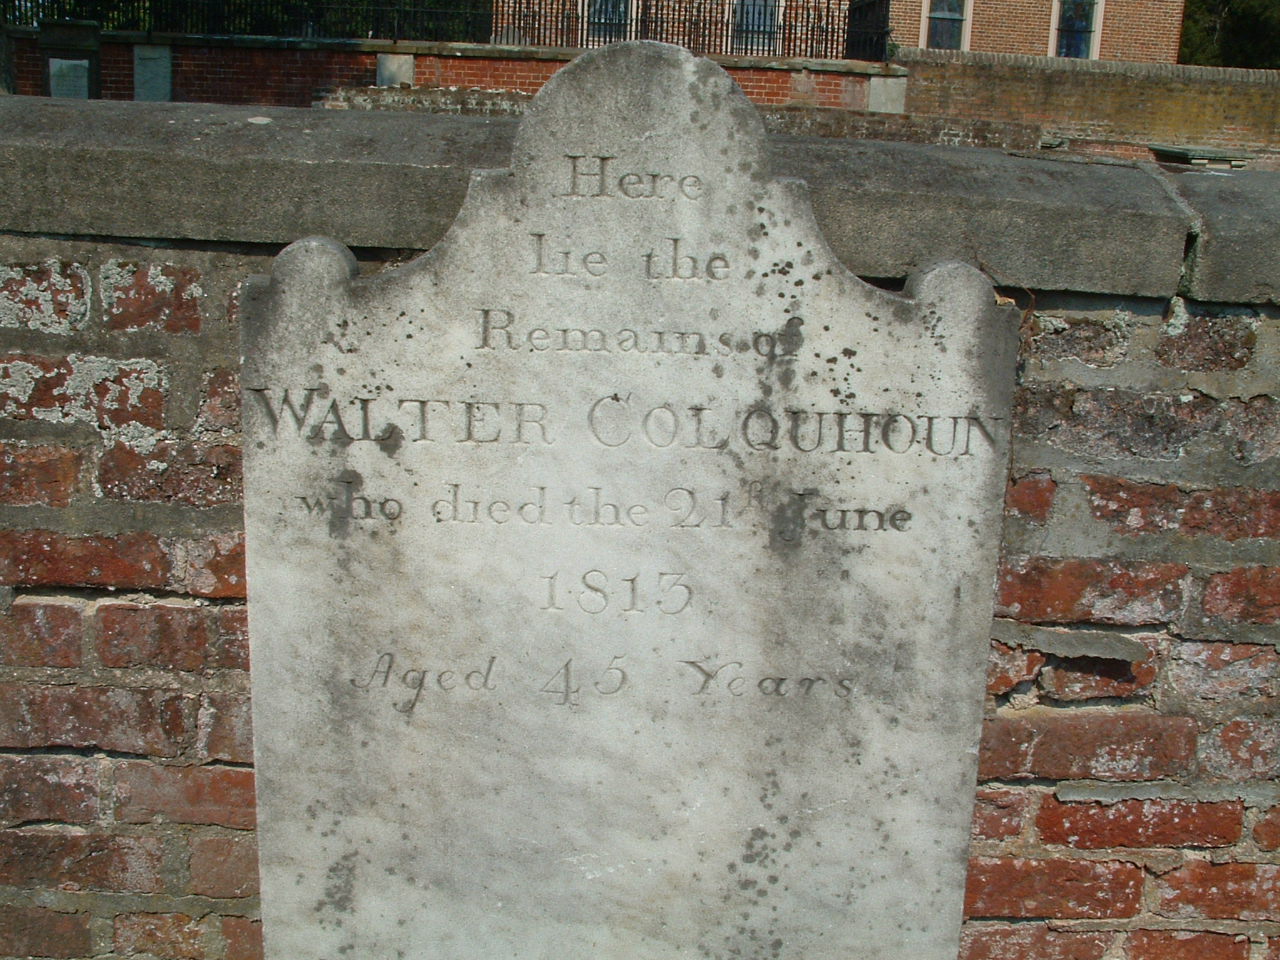 Here
lie the
Remains of
WALTER COLQUHOUN
who died the 21st June
1813
Aged 45 Years